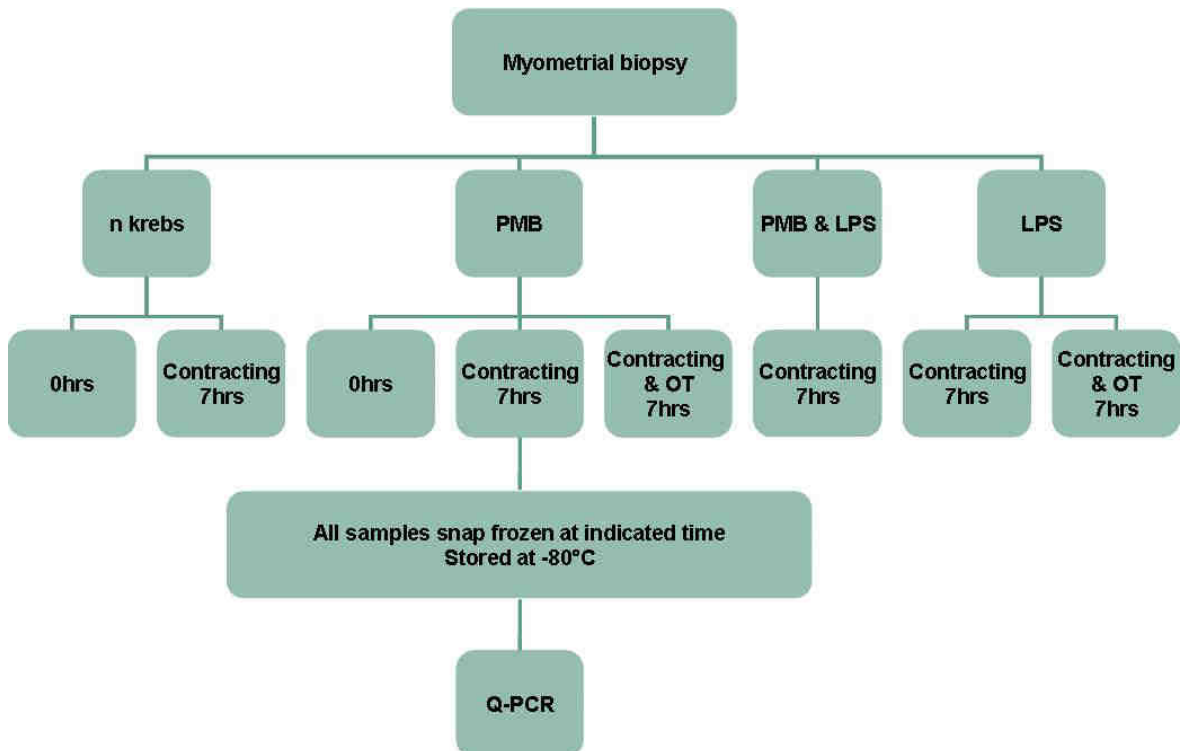 Myometrial biopsy
n krebs
PMB
PMB & LPS
LPS
0hrs
Contracting
7hrs
0hrs
Contracting
7hrs
Contracting
& OT
7hrs
Contracting
7hrs
Contracting
7hrs
Contracting
& OT
7hrs
All samples snap frozen at indicated time
Stored at -80°C
Q-PCR